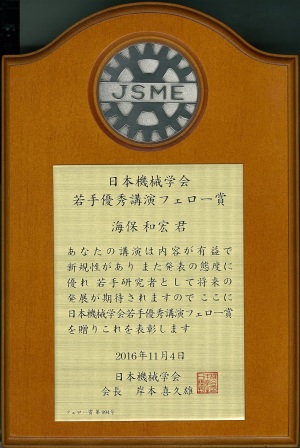 JSME
日本機械学会
若手優秀講演フェロー賞
海保 和宏 君
あなたの講演は内容が有益で
新規性があり また発表の態度に
優れ 若手研究者として将来の
発展が期待されますのでここに
日本機械学会若手優秀講演フェロー賞
を贈りこれを表彰します
2016年11月4日
日本機械学会
会長 岸本 喜久雄
フェロー賞 第